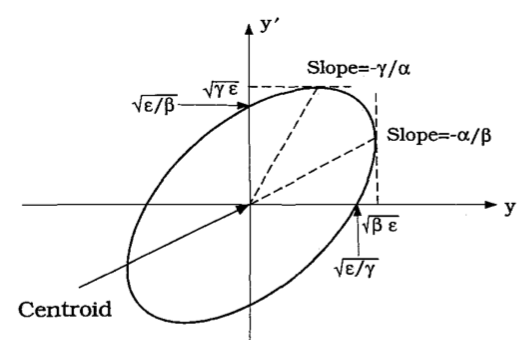 y′
Slope=-γ/α
√γ ε
√ε/β
Slope=-α/β
y
√β ε
√ε/γ
Centroid